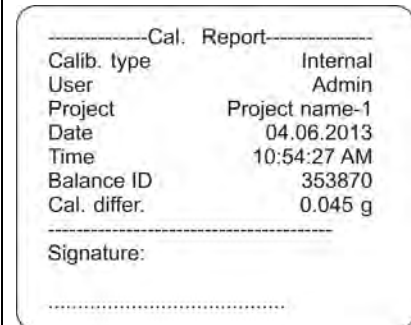 --------------Cal. Report---------------
Calib. type Internal
User Admin
Project Project name-1
Date 04.06.2013
Time 10:54:27 AM
Balance ID 353870
Cal. differ. 0.045 g
----------------------------------------
Signature:
........................................